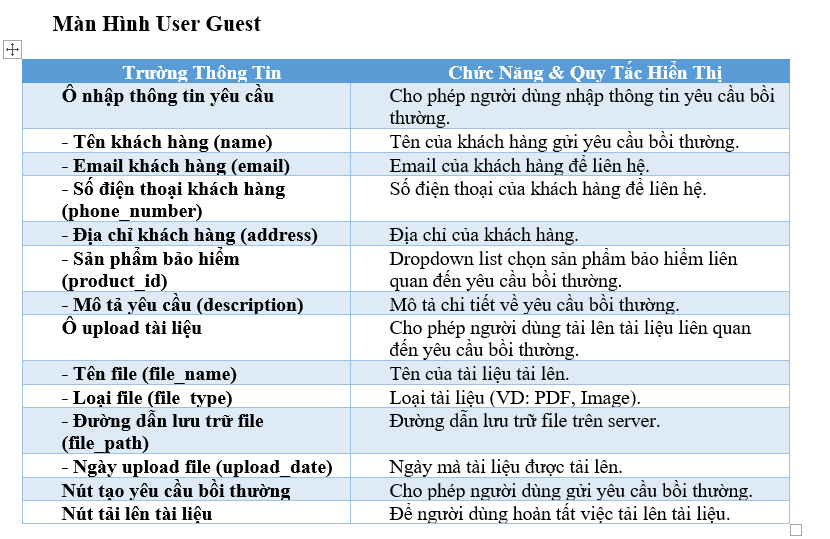 Màn Hình User Guest
Trường Thông Tin
Chức Năng & Quy Tắc Hiển Thị
Ô nhập thông tin yêu cầu
Cho phép người dùng nhập thông tin yêu cầu bồi
thường.
- Tên khách hàng (name)
Tên của khách hàng gửi yêu cầu bồi thường.
- Email khách hàng (email)
Email của khách hàng để liên hệ.
- Số điện thoại khách hàng
(phone_number)
Số điện thoại của khách hàng để liên hệ.
- Địa chỉ khách hàng (address)
Địa chỉ của khách hàng.
- Sản phẩm bảo hiểm
(product_id)
Dropdown list chọn sản phẩm bảo hiểm liên
quan đến yêu cầu bồi thường.
- Mô tả yêu cầu (description)
Mô tả chi tiết về yêu cầu bồi thường.
Ô upload tài liệu
Cho phép người dùng tải lên tài liệu liên quan
đến yêu cầu bồi thường.
- Tên file (file_name)
Tên của tài liệu tải lên.
- Loại file (file_type)
Loại tài liệu (VD: PDF, Image).
- Đường dẫn lưu trữ file
(file_path)
Đường dẫn lưu trữ file trên server.
- Ngày upload file (upload_date)
Ngày mà tài liệu được tải lên.
Nút tạo yêu cầu bồi thường
Cho phép người dùng gửi yêu cầu bồi thường.
Nút tải lên tài liệu
Để người dùng hoàn tất việc tải lên tài liệu.